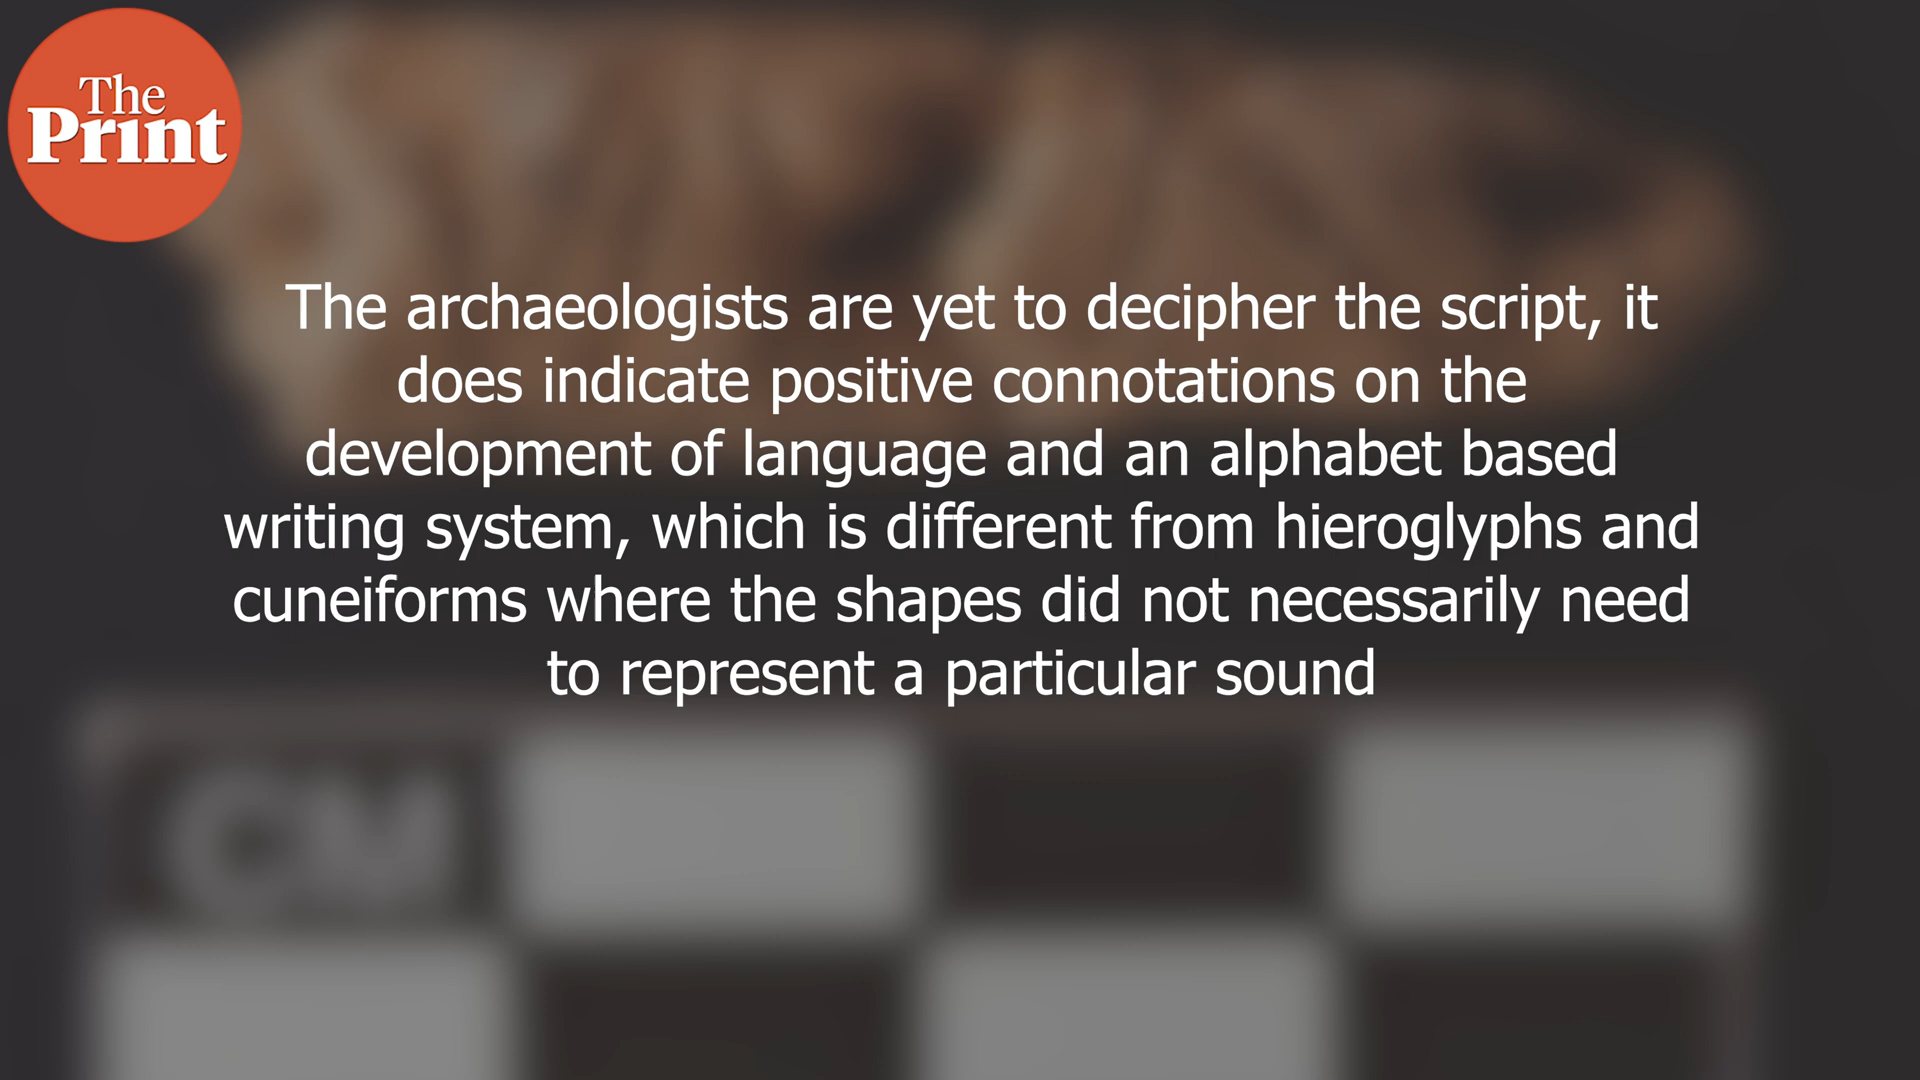 The
Print
The archaeologists are yet to decipher the script, it
does indicate positive connotations on the
development of language and an alphabet based
writing system, which is different from hieroglyphs and
cuneiforms where the shapes did not necessarily need
to represent a particular sound
CM